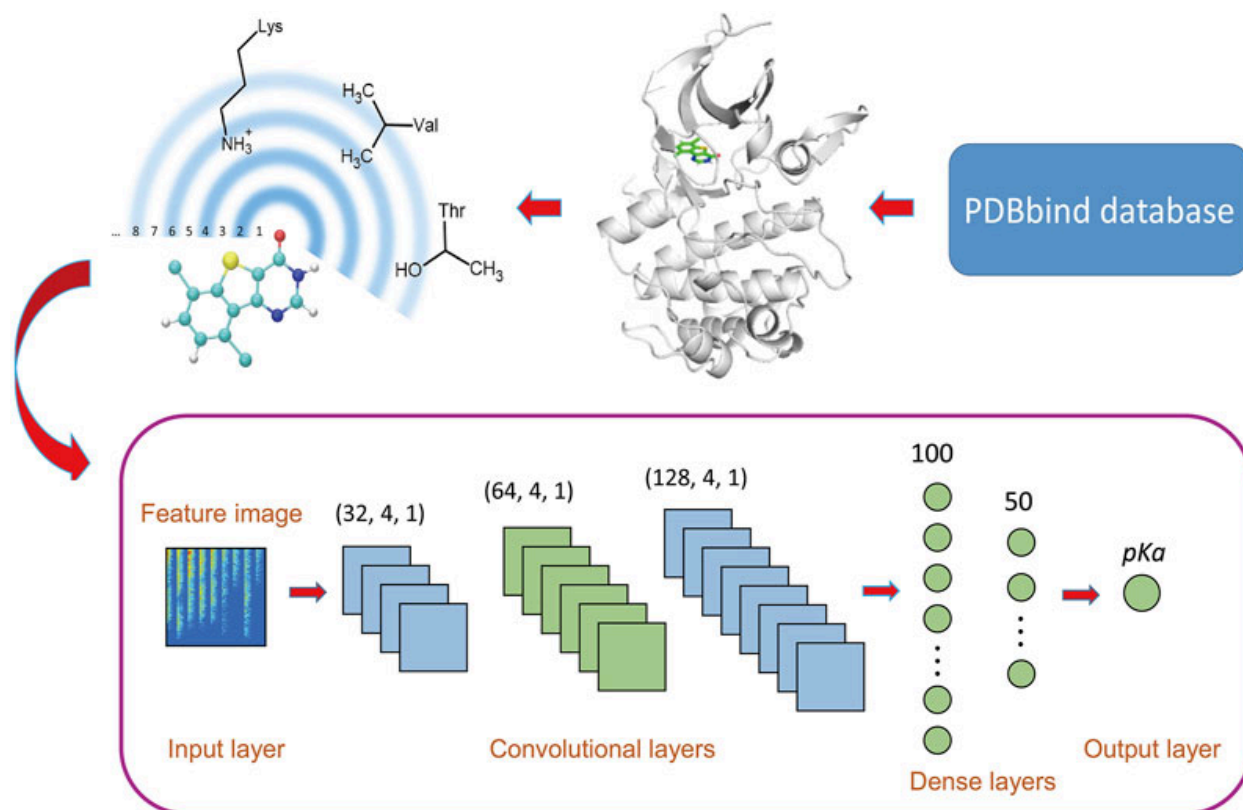 Lys
H₃C
NH₃⁺
Val
H₃C
PDBbind database
Thr
... 8 7 6 5 4 3 2 1
HO
CH₃
100
(128, 4, 1)
(64, 4, 1)
50
(32, 4, 1)
Feature image
pKa
Input layer
Convolutional layers
Output layer
Dense layers